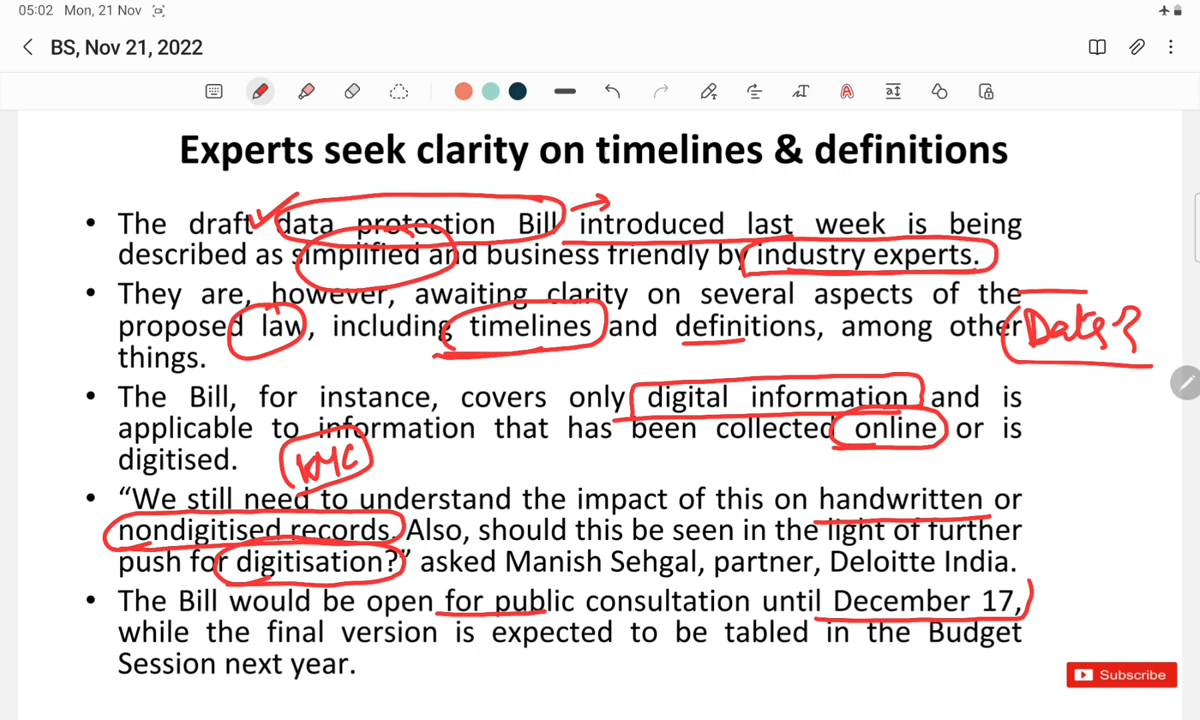 05:02 Mon, 21 Nov
BS, Nov 21, 2022
Experts seek clarity on timelines & definitions
• The draft data protection Bill introduced last week is being
described as simplified and business friendly by industry experts.
• They are, however, awaiting clarity on several aspects of the
proposed law, including timelines and definitions, among other
Date?
things.
• The Bill, for instance, covers only digital information and is
applicable to information that has been collected online or is
digitised.
KYC
• “We still need to understand the impact of this on handwritten or
nondigitised records. Also, should this be seen in the light of further
push for digitisation?” asked Manish Sehgal, partner, Deloitte India.
• The Bill would be open for public consultation until December 17,
while the final version is expected to be tabled in the Budget
Session next year.
Subscribe